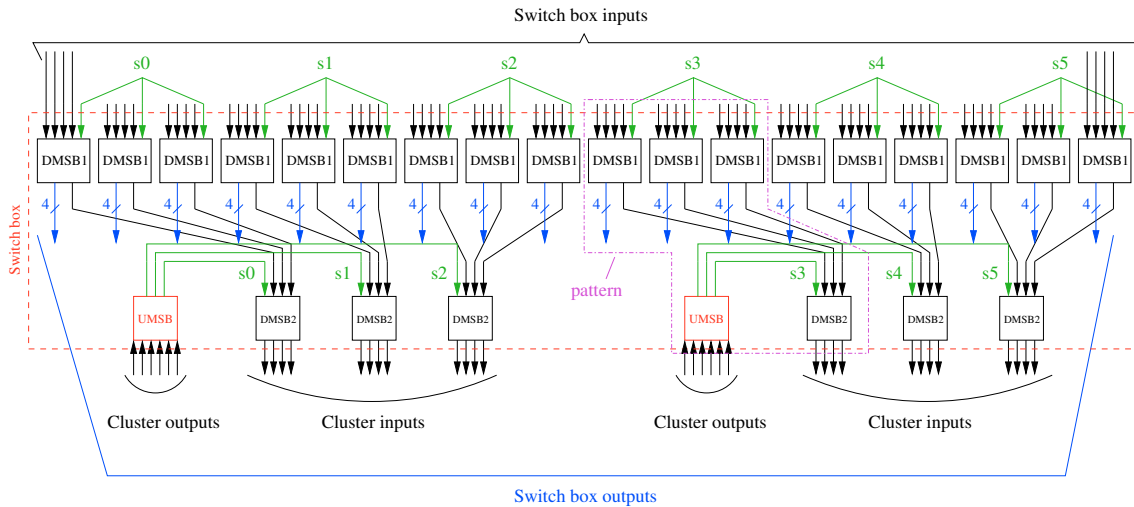 Switch box inputs
s0 s1 s2 s3 s4 s5
DMSB1 DMSB1 DMSB1 DMSB1 DMSB1 DMSB1 DMSB1 DMSB1 DMSB1 DMSB1 DMSB1 DMSB1 DMSB1 DMSB1 DMSB1 DMSB1 DMSB1 DMSB1
4 4 4 4 4 4 4 4 4 4 4 4 4 4 4 4 4 4
Switch box
s0 s1 s2 s3 s4 s5
pattern
UMSB DMSB2 DMSB2 DMSB2 UMSB DMSB2 DMSB2 DMSB2
Cluster outputs Cluster inputs Cluster outputs Cluster inputs
Switch box outputs